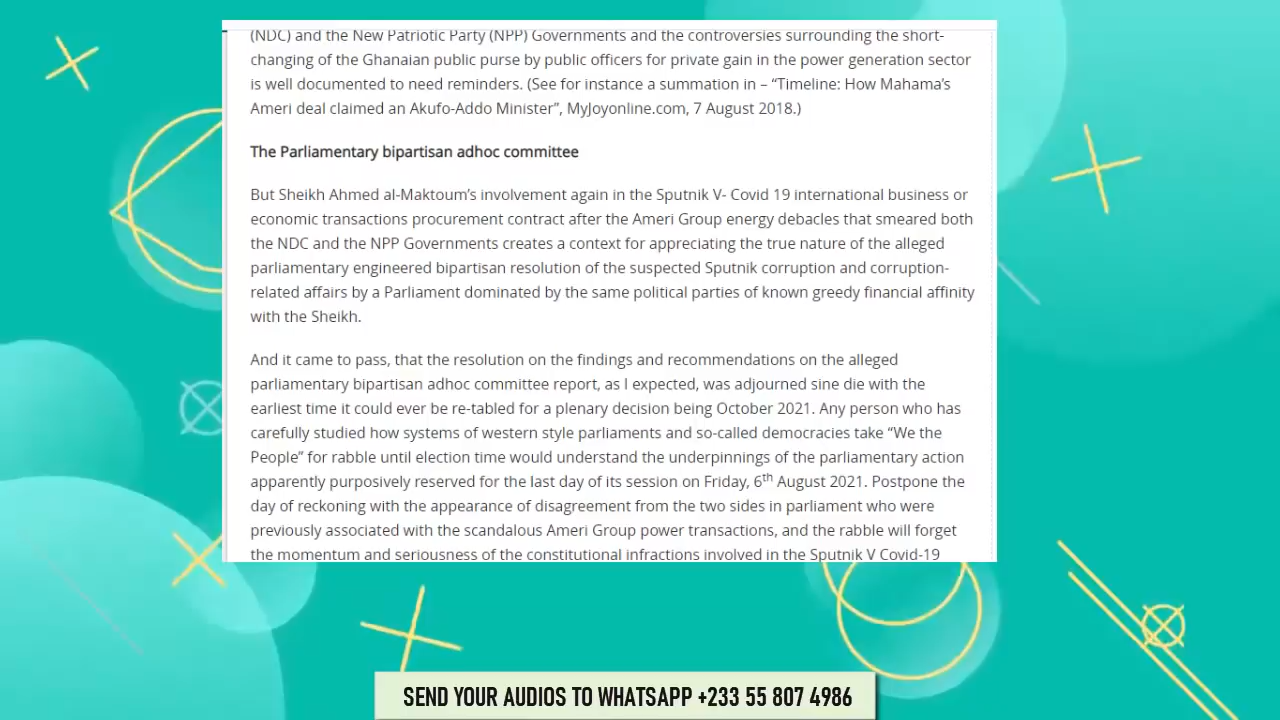 (NDC) and the New Patriotic Party (NPP) Governments and the controversies surrounding the short-
changing of the Ghanaian public purse by public officers for private gain in the power generation sector
is well documented to need reminders. (See for instance a summation in – “Timeline: How Mahama’s
Ameri deal claimed an Akufo-Addo Minister”, MyJoyonline.com, 7 August 2018.)
The Parliamentary bipartisan adhoc committee
But Sheikh Ahmed al-Maktoum’s involvement again in the Sputnik V- Covid 19 international business or
economic transactions procurement contract after the Ameri Group energy debacles that smeared both
the NDC and the NPP Governments creates a context for appreciating the true nature of the alleged
parliamentary engineered bipartisan resolution of the suspected Sputnik corruption and corruption-
related affairs by a Parliament dominated by the same political parties of known greedy financial affinity
with the Sheikh.
And it came to pass, that the resolution on the findings and recommendations on the alleged
parliamentary bipartisan adhoc committee report, as I expected, was adjourned sine die with the
earliest time it could ever be re-tabled for a plenary decision being October 2021. Any person who has
carefully studied how systems of western style parliaments and so-called democracies take “We the
People” for rabble until election time would understand the underpinnings of the parliamentary action
apparently purposively reserved for the last day of its session on Friday, 6th August 2021. Postpone the
day of reckoning with the appearance of disagreement from the two sides in parliament who were
previously associated with the scandalous Ameri Group power transactions, and the rabble will forget
the momentum and seriousness of the constitutional infractions involved in the Sputnik V Covid-19
SEND YOUR AUDIOS TO WHATSAPP +233 55 807 4986